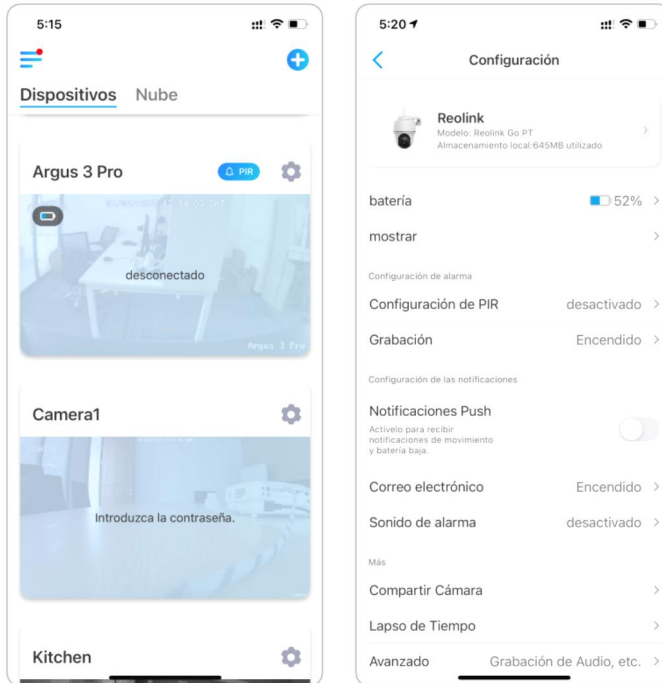 5:15
Dispositivos Nube
Argus 3 Pro PIR
desconectado
Argus 3 Pro
Camera1
Introduzca la contraseña.
Kitchen
5:20
Configuración
Reolink
Modelo: Reolink Go PT
Almacenamiento local:645MB utilizado
batería 52%
mostrar
Configuración de alarma
Configuración de PIR desactivado
Grabación Encendido
Configuración de las notificaciones
Notificaciones Push
Actívelo para recibir
notificaciones de movimiento
y batería baja.
Correo electrónico Encendido
Sonido de alarma desactivado
Más
Compartir Cámara
Lapso de Tiempo
Avanzado Grabación de Audio, etc.